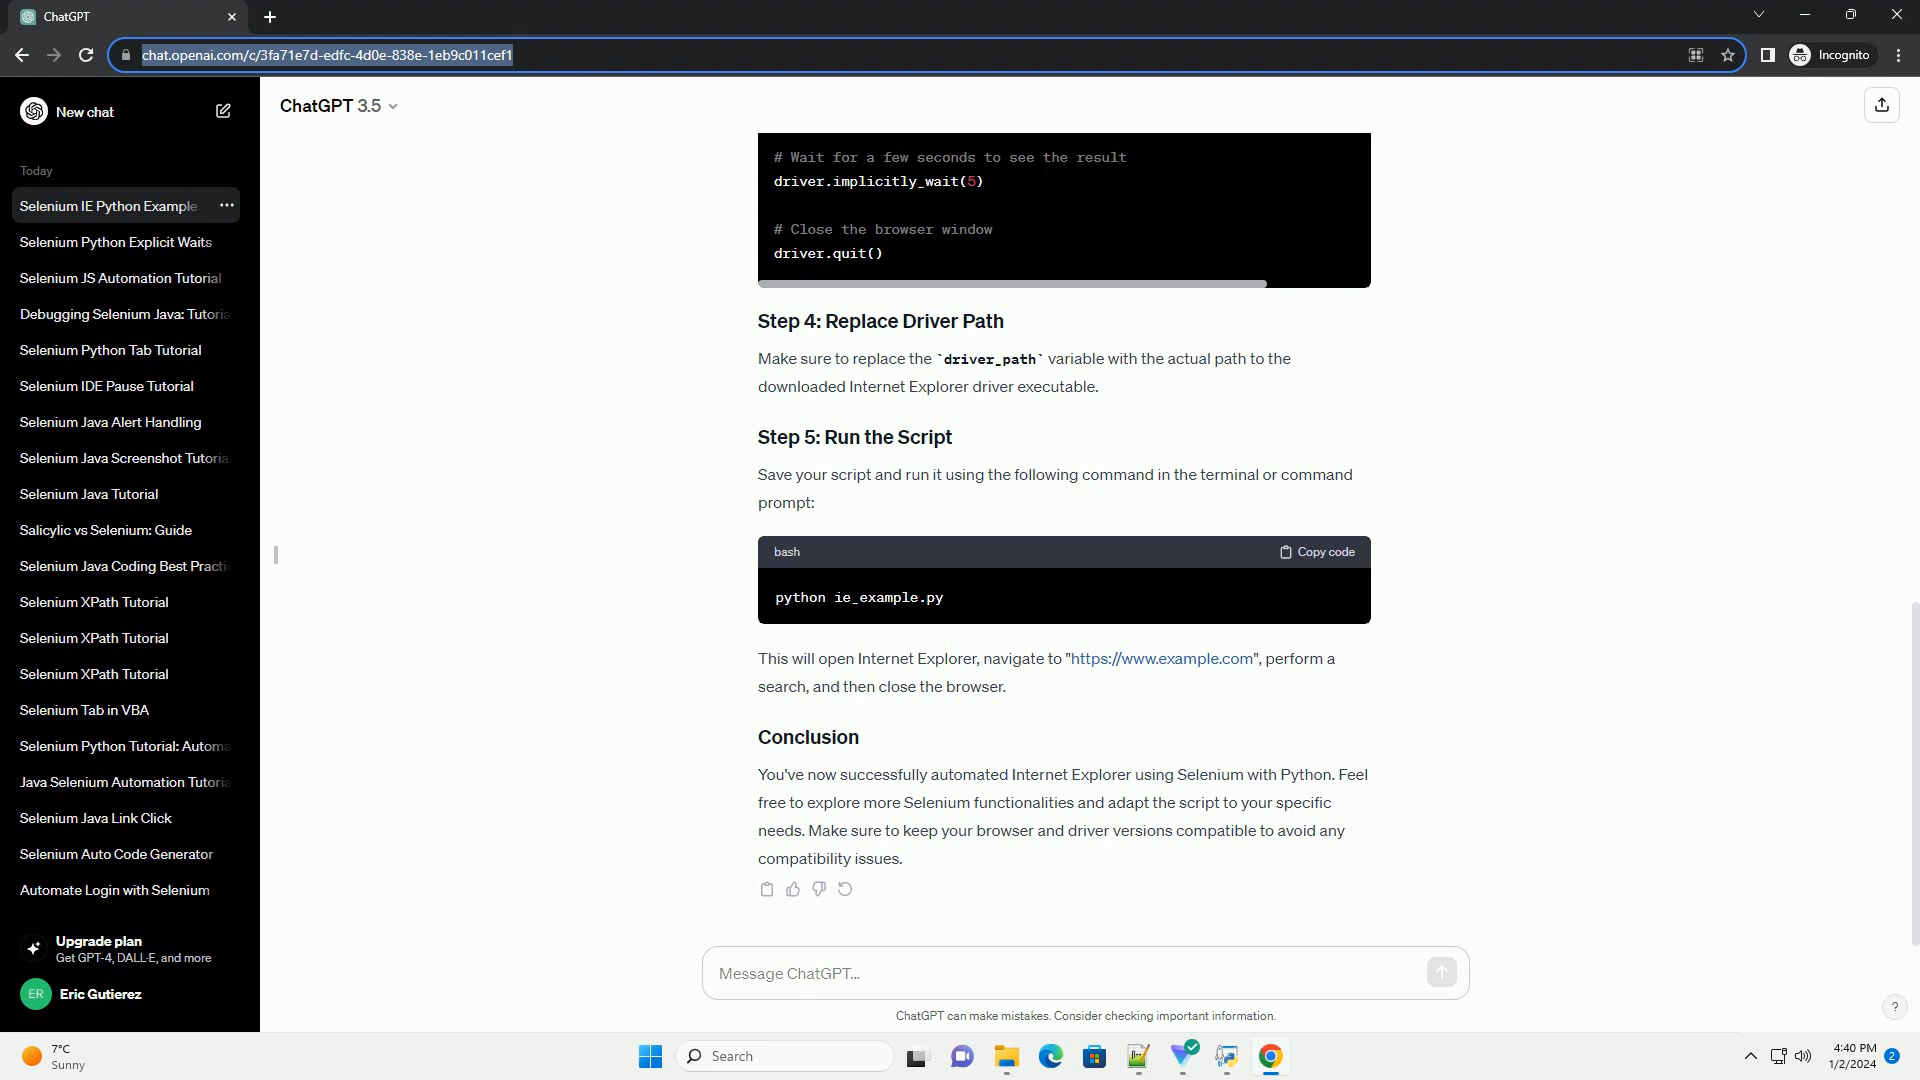 ChatGPT
chat.openai.com/c/3fa71e7d-edfc-4d0e-838e-1eb9c011cef1
Incognito
New chat
Today
Selenium IE Python Example
Selenium Python Explicit Waits
Selenium JS Automation Tutorial
Debugging Selenium Java: Tutoria
Selenium Python Tab Tutorial
Selenium IDE Pause Tutorial
Selenium Java Alert Handling
Selenium Java Screenshot Tutoria
Selenium Java Tutorial
Salicylic vs Selenium: Guide
Selenium Java Coding Best Practi
Selenium XPath Tutorial
Selenium XPath Tutorial
Selenium XPath Tutorial
Selenium Tab in VBA
Selenium Python Tutorial: Automa
Java Selenium Automation Tutoria
Selenium Java Link Click
Selenium Auto Code Generator
Automate Login with Selenium
Upgrade plan
Get GPT-4, DALL·E, and more
ER
Eric Gutierez
ChatGPT 3.5
# Wait for a few seconds to see the result
driver.implicitly_wait(5)
# Close the browser window
driver.quit()
Step 4: Replace Driver Path
Make sure to replace the `driver_path` variable with the actual path to the
downloaded Internet Explorer driver executable.
Step 5: Run the Script
Save your script and run it using the following command in the terminal or command
prompt:
bash
Copy code
python ie_example.py
This will open Internet Explorer, navigate to "https://www.example.com", perform a
search, and then close the browser.
Conclusion
You've now successfully automated Internet Explorer using Selenium with Python. Feel
free to explore more Selenium functionalities and adapt the script to your specific
needs. Make sure to keep your browser and driver versions compatible to avoid any
compatibility issues.
Message ChatGPT...
ChatGPT can make mistakes. Consider checking important information.
?
7°C
Sunny
Search
4:40 PM
1/2/2024
2